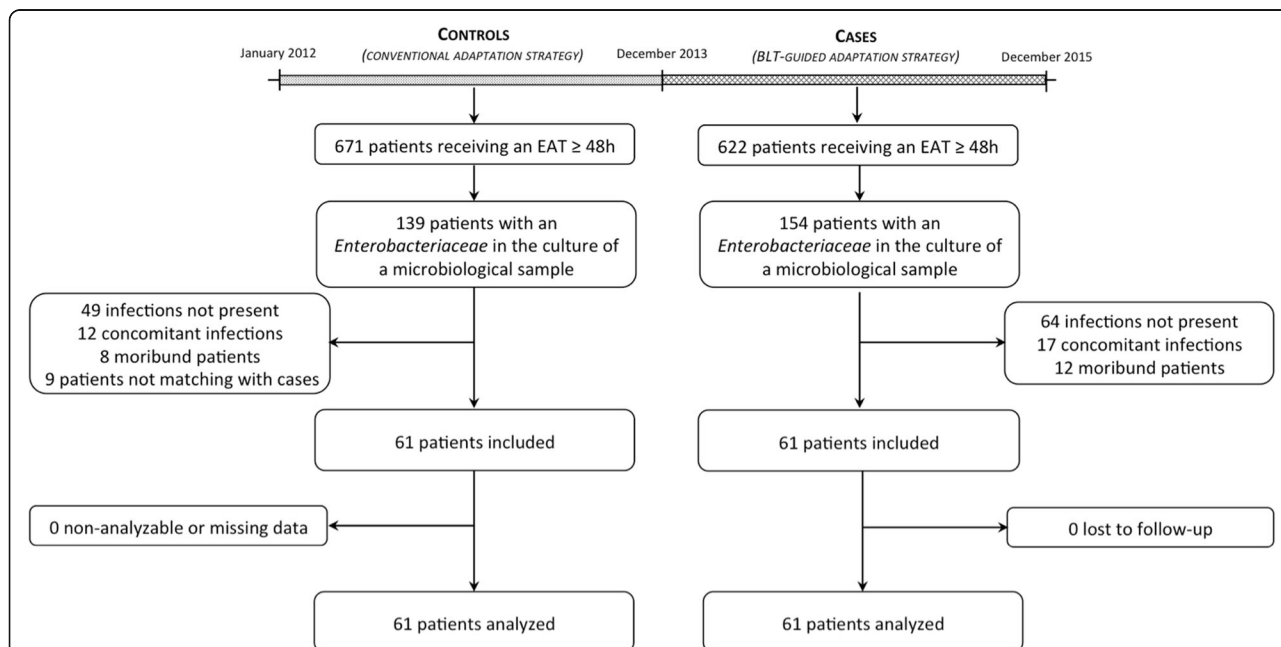 CONTROLS
CASES
January 2012
(CONVENTIONAL ADAPTATION STRATEGY)
December 2013
(BLT-GUIDED ADAPTATION STRATEGY)
December 2015
671 patients receiving an EAT ≥ 48h
622 patients receiving an EAT ≥ 48h
139 patients with an
Enterobacteriaceae in the culture of
a microbiological sample
154 patients with an
Enterobacteriaceae in the culture of
a microbiological sample
49 infections not present
12 concomitant infections
8 moribund patients
9 patients not matching with cases
64 infections not present
17 concomitant infections
12 moribund patients
61 patients included
61 patients included
0 non-analyzable or missing data
0 lost to follow-up
61 patients analyzed
61 patients analyzed